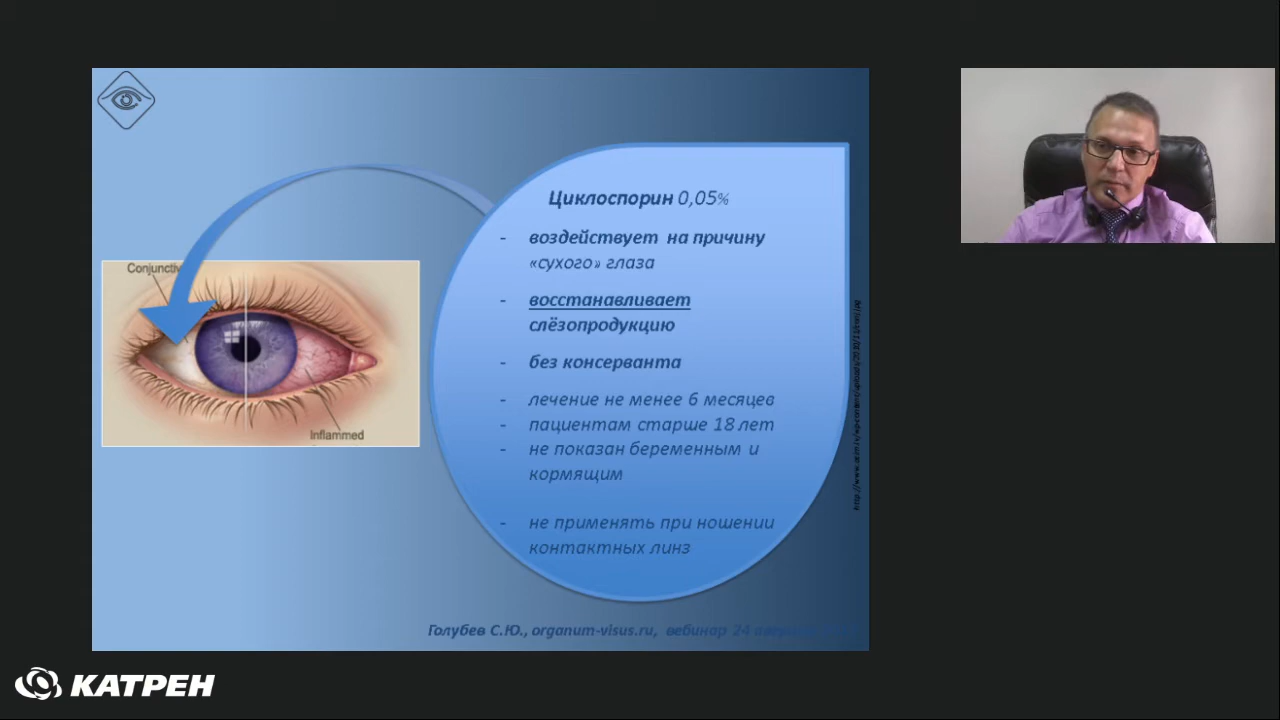 Циклоспорин 0,05%
- воздействует на причину
«сухого» глаза
- восстанавливает
слёзопродукцию
- без консерванта
- лечение не менее 6 месяцев
- пациентам старше 18 лет
- не показан беременным и
кормящим
- не применять при ношении
контактных линз
Conjunctiv
Inflammed
Голубев С.Ю., organum-visus.ru, вебинар 24
КАТРЕН